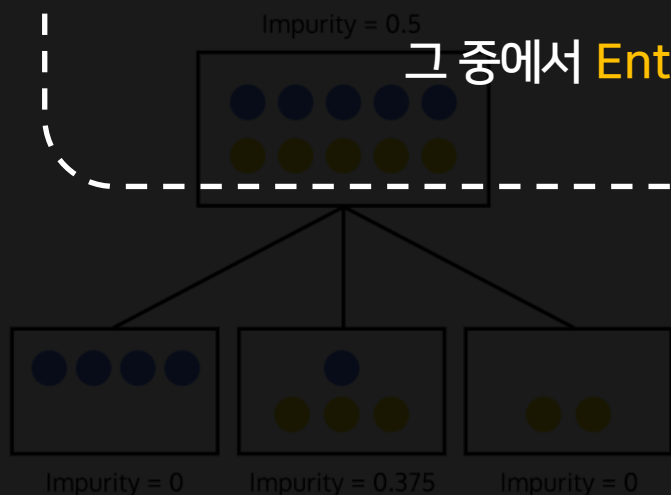 Impurity = 0.5
그 중에서 Ent
Impurity = 0
Impurity = 0.375
Impurity = 0